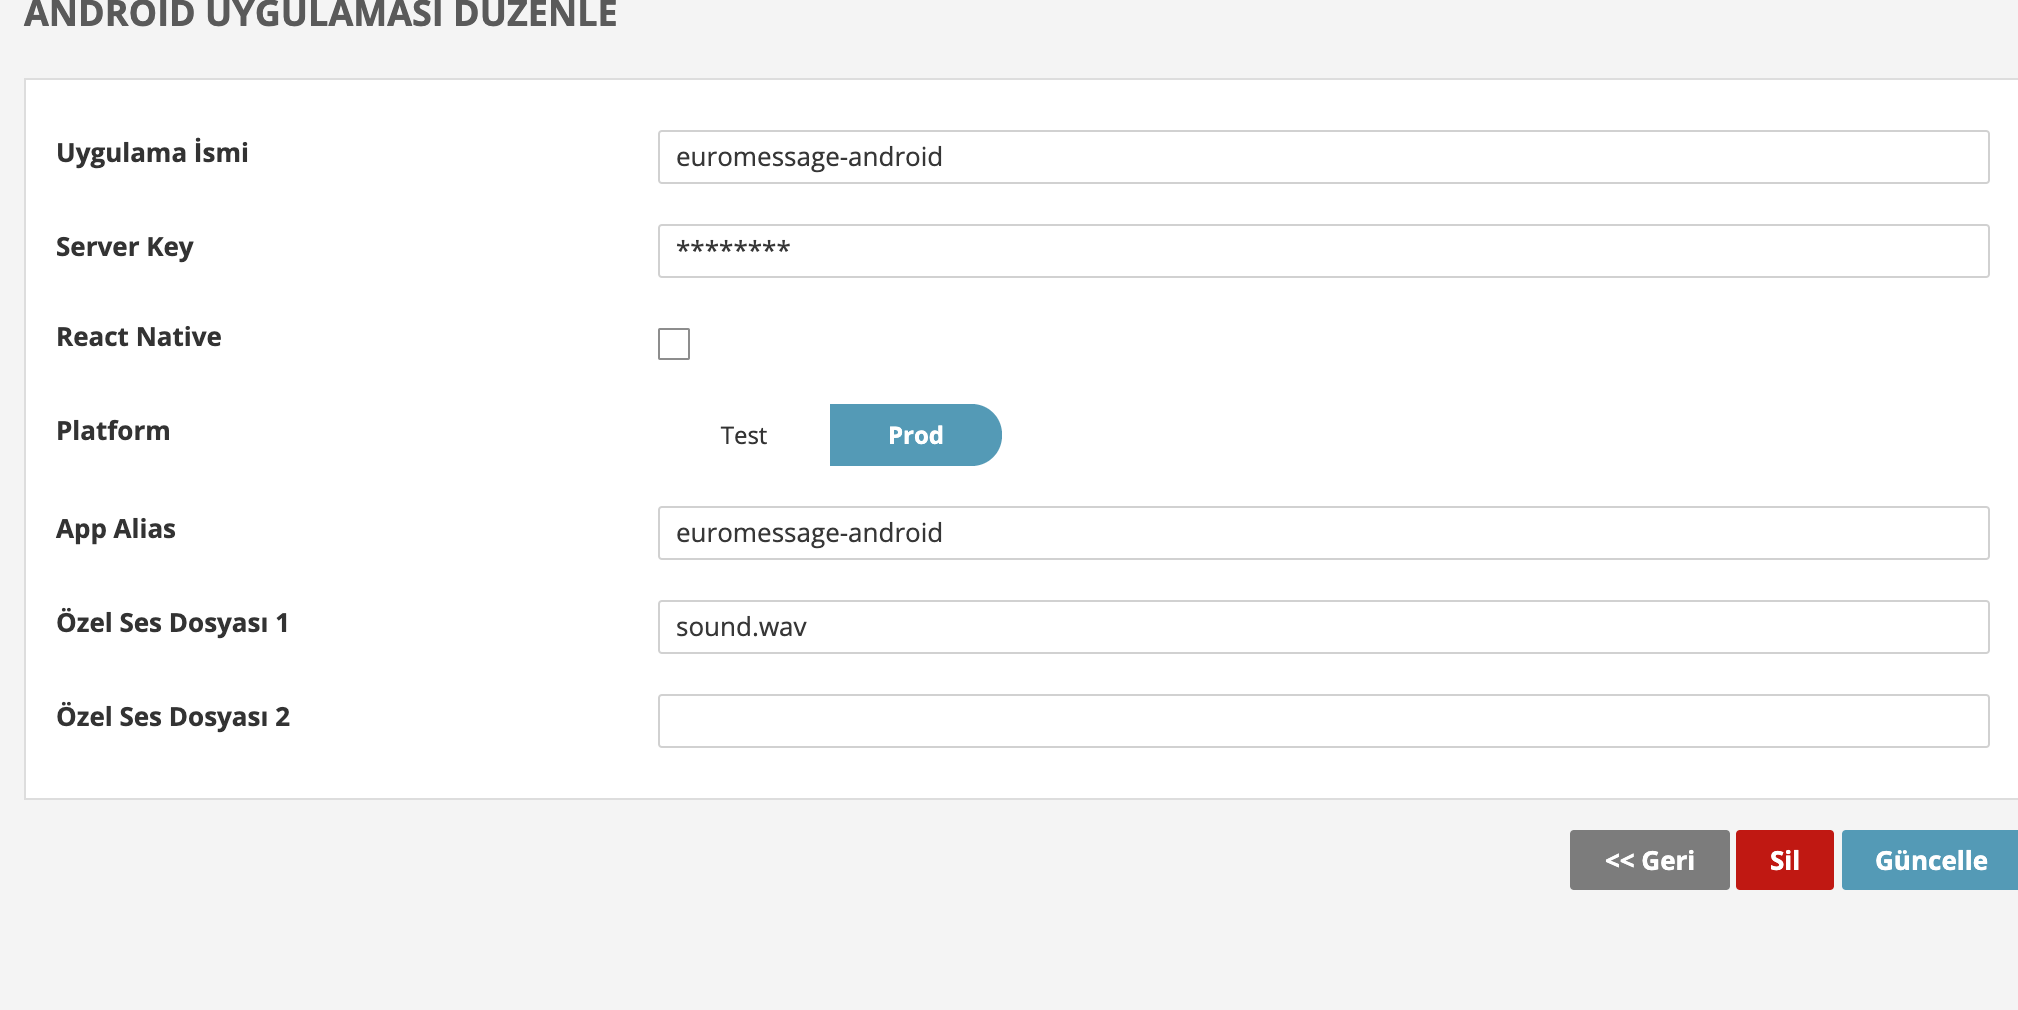 ANDROID UYGULAMASI DÜZENLE
Uygulama İsmi
euromessage-android
Server Key
********
React Native
Platform
Test
Prod
App Alias
euromessage-android
Özel Ses Dosyası 1
sound.wav
Özel Ses Dosyası 2
<< Geri
Sil
Güncelle